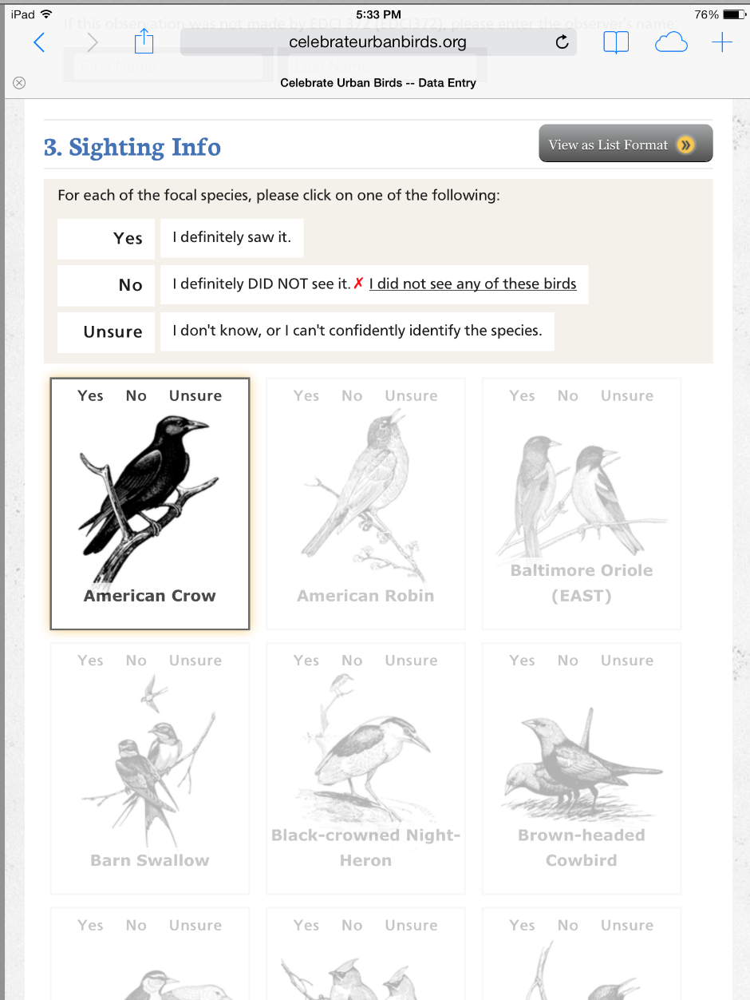 iPad 5:33 PM 76%
If this observation was not made by EDCI 372 (EDCI372), please enter the observer's name.
celebrateurbanbirds.org
First Name Last Name
Celebrate Urban Birds -- Data Entry
3. Sighting Info
View as List Format »
For each of the focal species, please click on one of the following:
Yes I definitely saw it.
No I definitely DID NOT see it. ✗ I did not see any of these birds
Unsure I don't know, or I can't confidently identify the species.
Yes No Unsure Yes No Unsure Yes No Unsure
American Crow American Robin Baltimore Oriole
(EAST)
Yes No Unsure Yes No Unsure Yes No Unsure
Barn Swallow Black-crowned Night-
Heron Brown-headed
Cowbird
Yes No Unsure Yes No Unsure Yes No Unsure